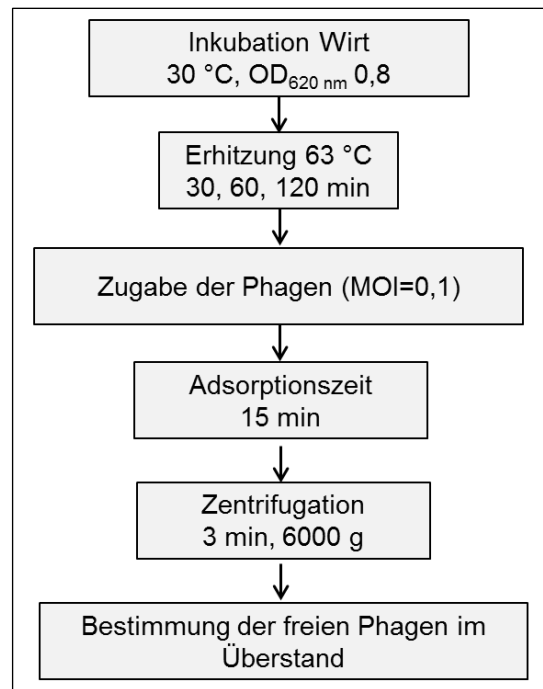 Inkubation Wirt
30 °C, OD620 nm 0,8
Erhitzung 63 °C
30, 60, 120 min
Zugabe der Phagen (MOI=0,1)
Adsorptionszeit
15 min
Zentrifugation
3 min, 6000 g
Bestimmung der freien Phagen im
Überstand